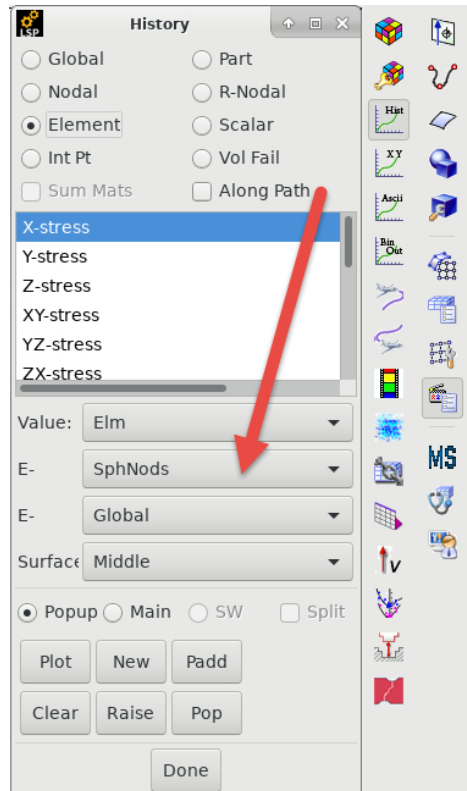 LSP History
Global Part
Nodal R-Nodal
Element Scalar
Int Pt Vol Fail
Sum Mats Along Path
X-stress
Y-stress
Z-stress
XY-stress
YZ-stress
ZX-stress
Value: Elm
E- SphNods
E- Global
Surface Middle
Popup Main SW Split
Plot New Padd
Clear Raise Pop
Done
Hist
XY
Ascii
Bin
Out
MS
V